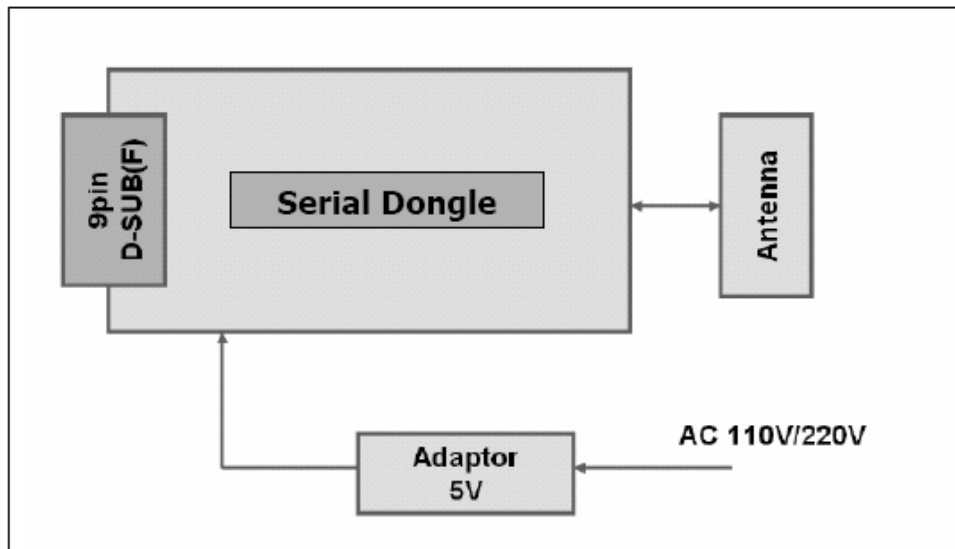 9pin
D-SUB(F)
Serial Dongle
Antenna
AC 110V/220V
Adaptor
5V